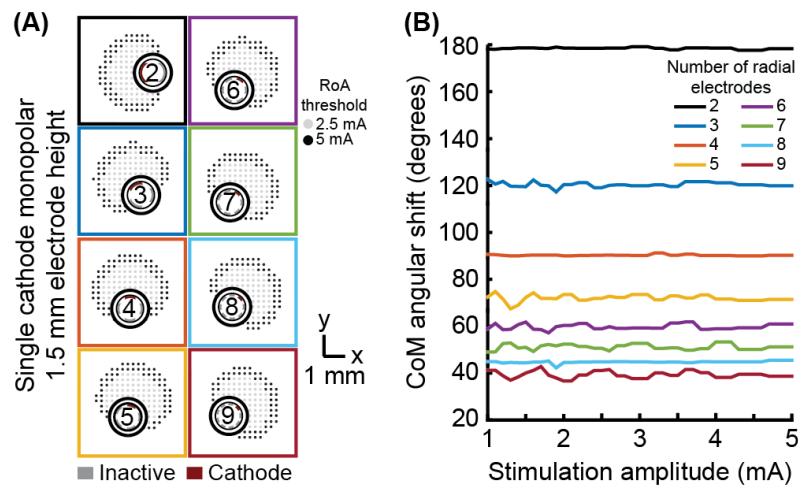 (A)
Single cathode monopolar
1.5 mm electrode height
2
6
3
7
4
8
5
9
RoA
threshold
2.5 mA
5 mA
y
x
1 mm
Inactive
Cathode
(B)
CoM angular shift (degrees)
180
160
140
120
100
80
60
40
20
Number of radial
electrodes
2 6
3 7
4 8
5 9
1 2 3 4 5
Stimulation amplitude (mA)